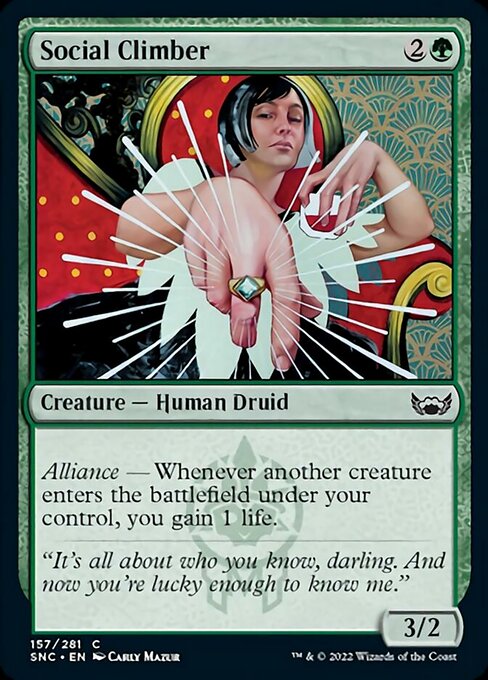 Social Climber 2
Creature — Human Druid
Alliance — Whenever another creature
enters the battlefield under your
control, you gain 1 life.
“It’s all about who you know, darling. And
now you’re lucky enough to know me.”
3/2
157/281 C
SNC • EN Carly Mazur
™ & © 2022 Wizards of the Coast